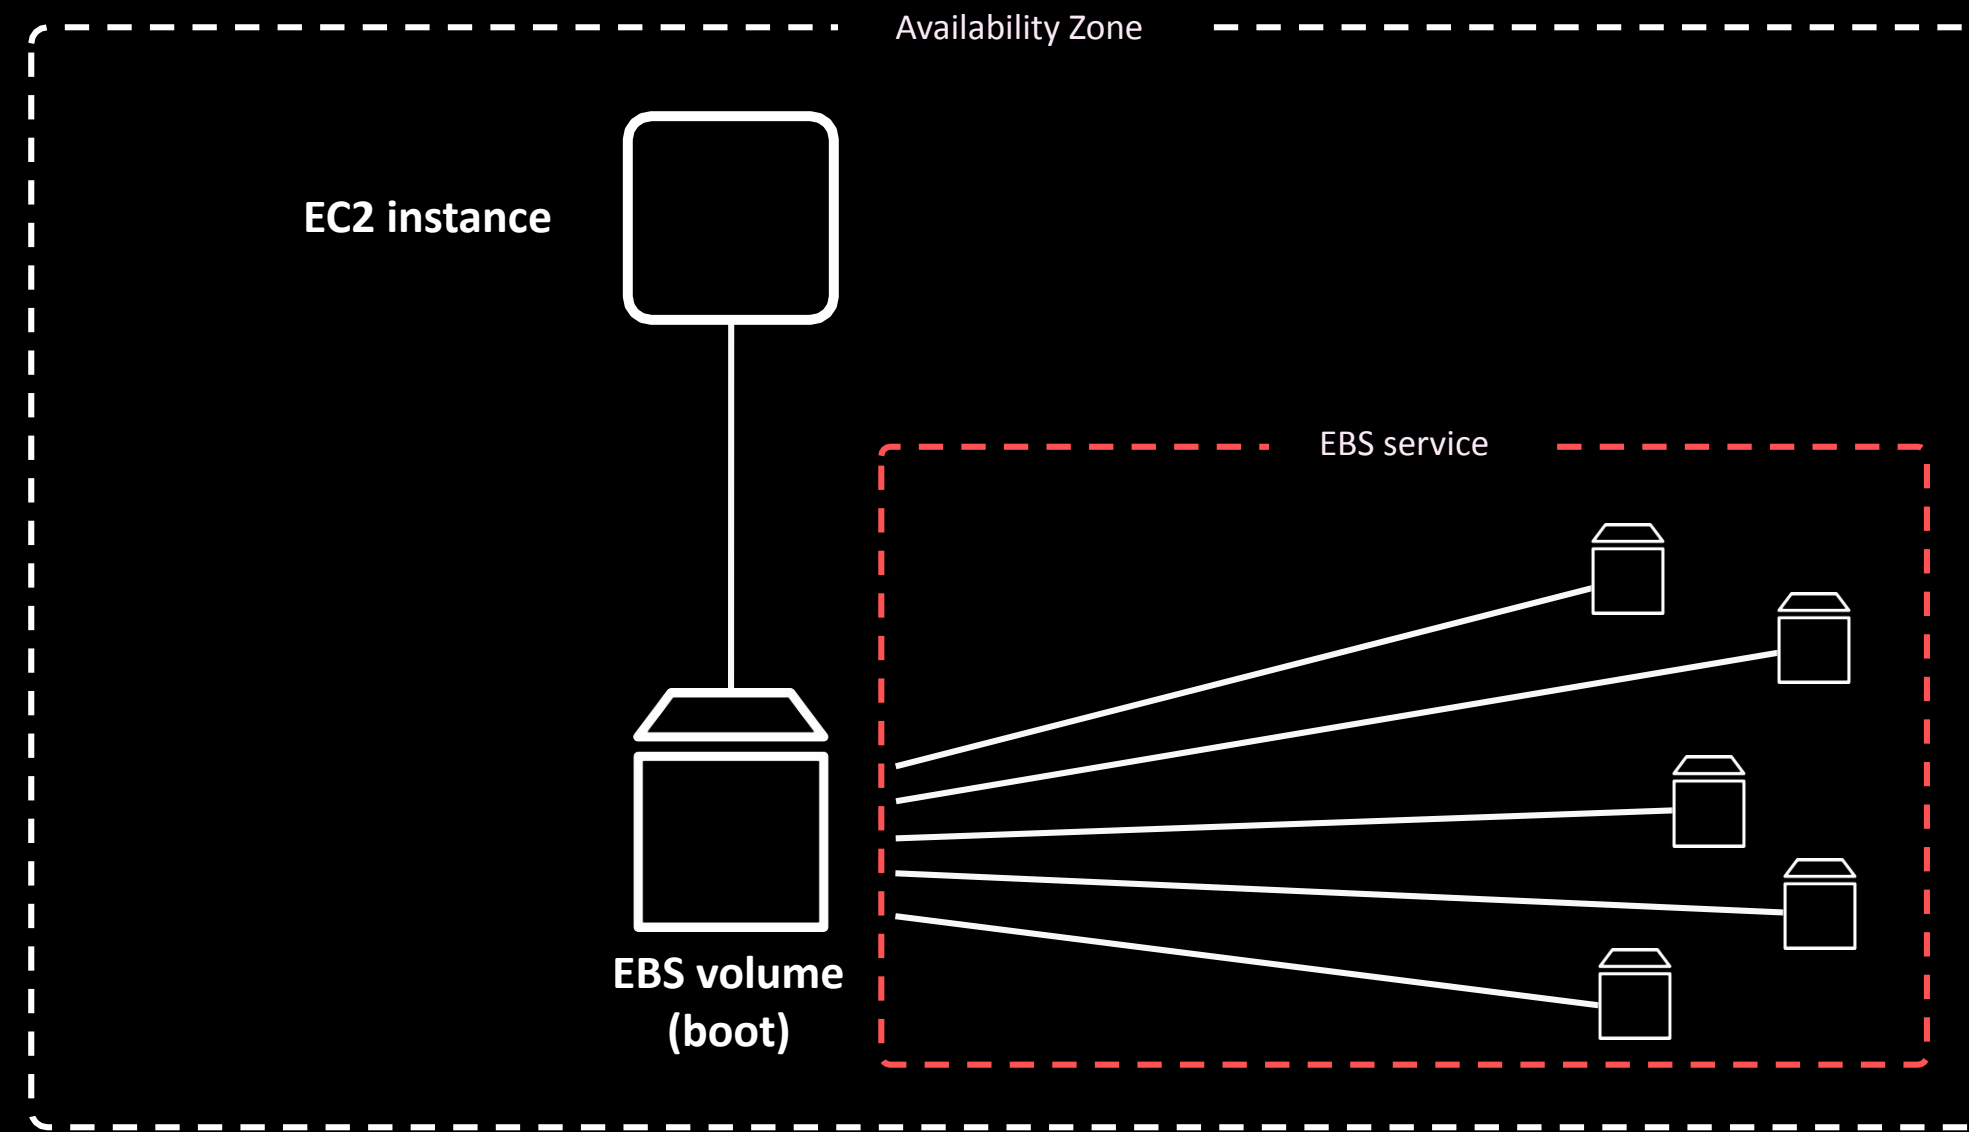 Availability Zone
EC2 instance
EBS service
EBS volume
(boot)